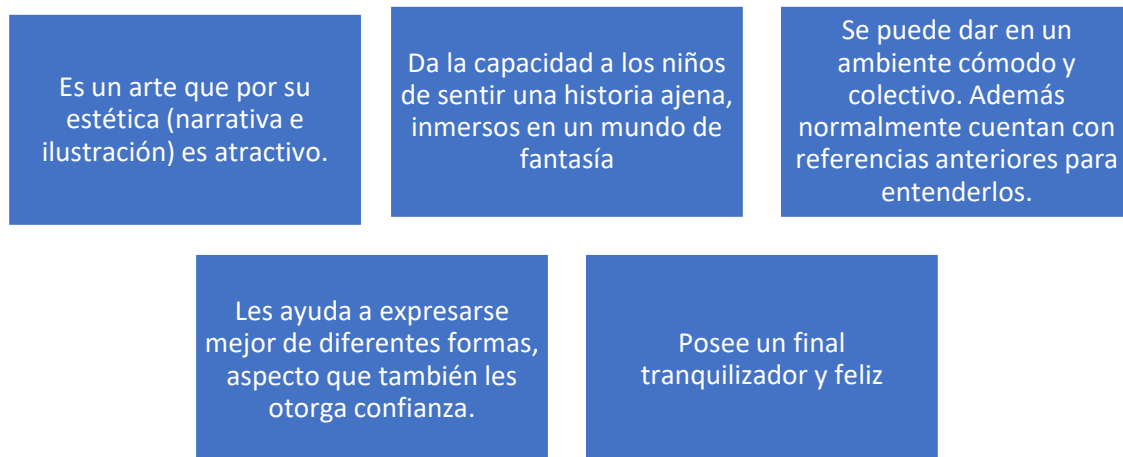 Es un arte que por su
estética (narrativa e
ilustración) es atractivo.
Da la capacidad a los niños
de sentir una historia ajena,
inmersos en un mundo de
fantasía
Se puede dar en un
ambiente cómodo y
colectivo. Además
normalmente cuentan con
referencias anteriores para
entenderlos.
Les ayuda a expresarse
mejor de diferentes formas,
aspecto que también les
otorga confianza.
Posee un final
tranquilizador y feliz